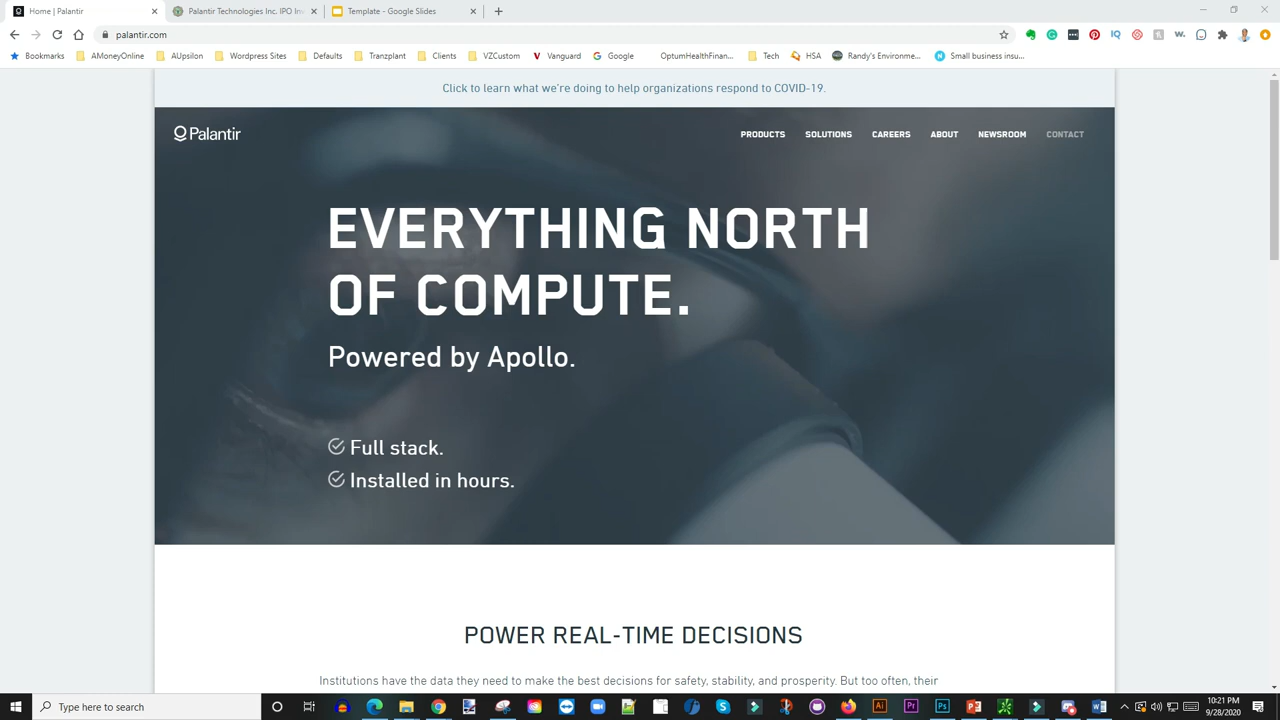 Home | Palantir
Palantir Technologies Inc. IPO Inv
Template - Google Slides
palantir.com
Bookmarks
AMoneyOnline
AUpsilon
Wordpress Sites
Defaults
Tranzplant
Clients
VZCustom
Vanguard
Google
OptumHealthFinan...
Tech
HSA
Randy's Environme...
Small business insu...
Click to learn what we're doing to help organizations respond to COVID-19.
Palantir
PRODUCTS
SOLUTIONS
CAREERS
ABOUT
NEWSROOM
CONTACT
EVERYTHING NORTH
OF COMPUTE.
Powered by Apollo.
Full stack.
Installed in hours.
POWER REAL-TIME DECISIONS
Institutions have the data they need to make the best decisions for safety, stability, and prosperity. But too often, their
Type here to search
10:21 PM
9/28/2020